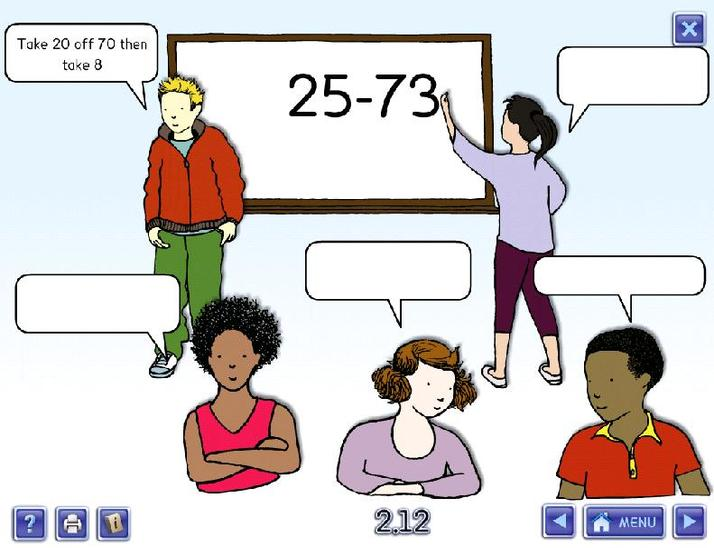 Take 20 off 70 then
take 8
25-73
?
i
2.12
MENU